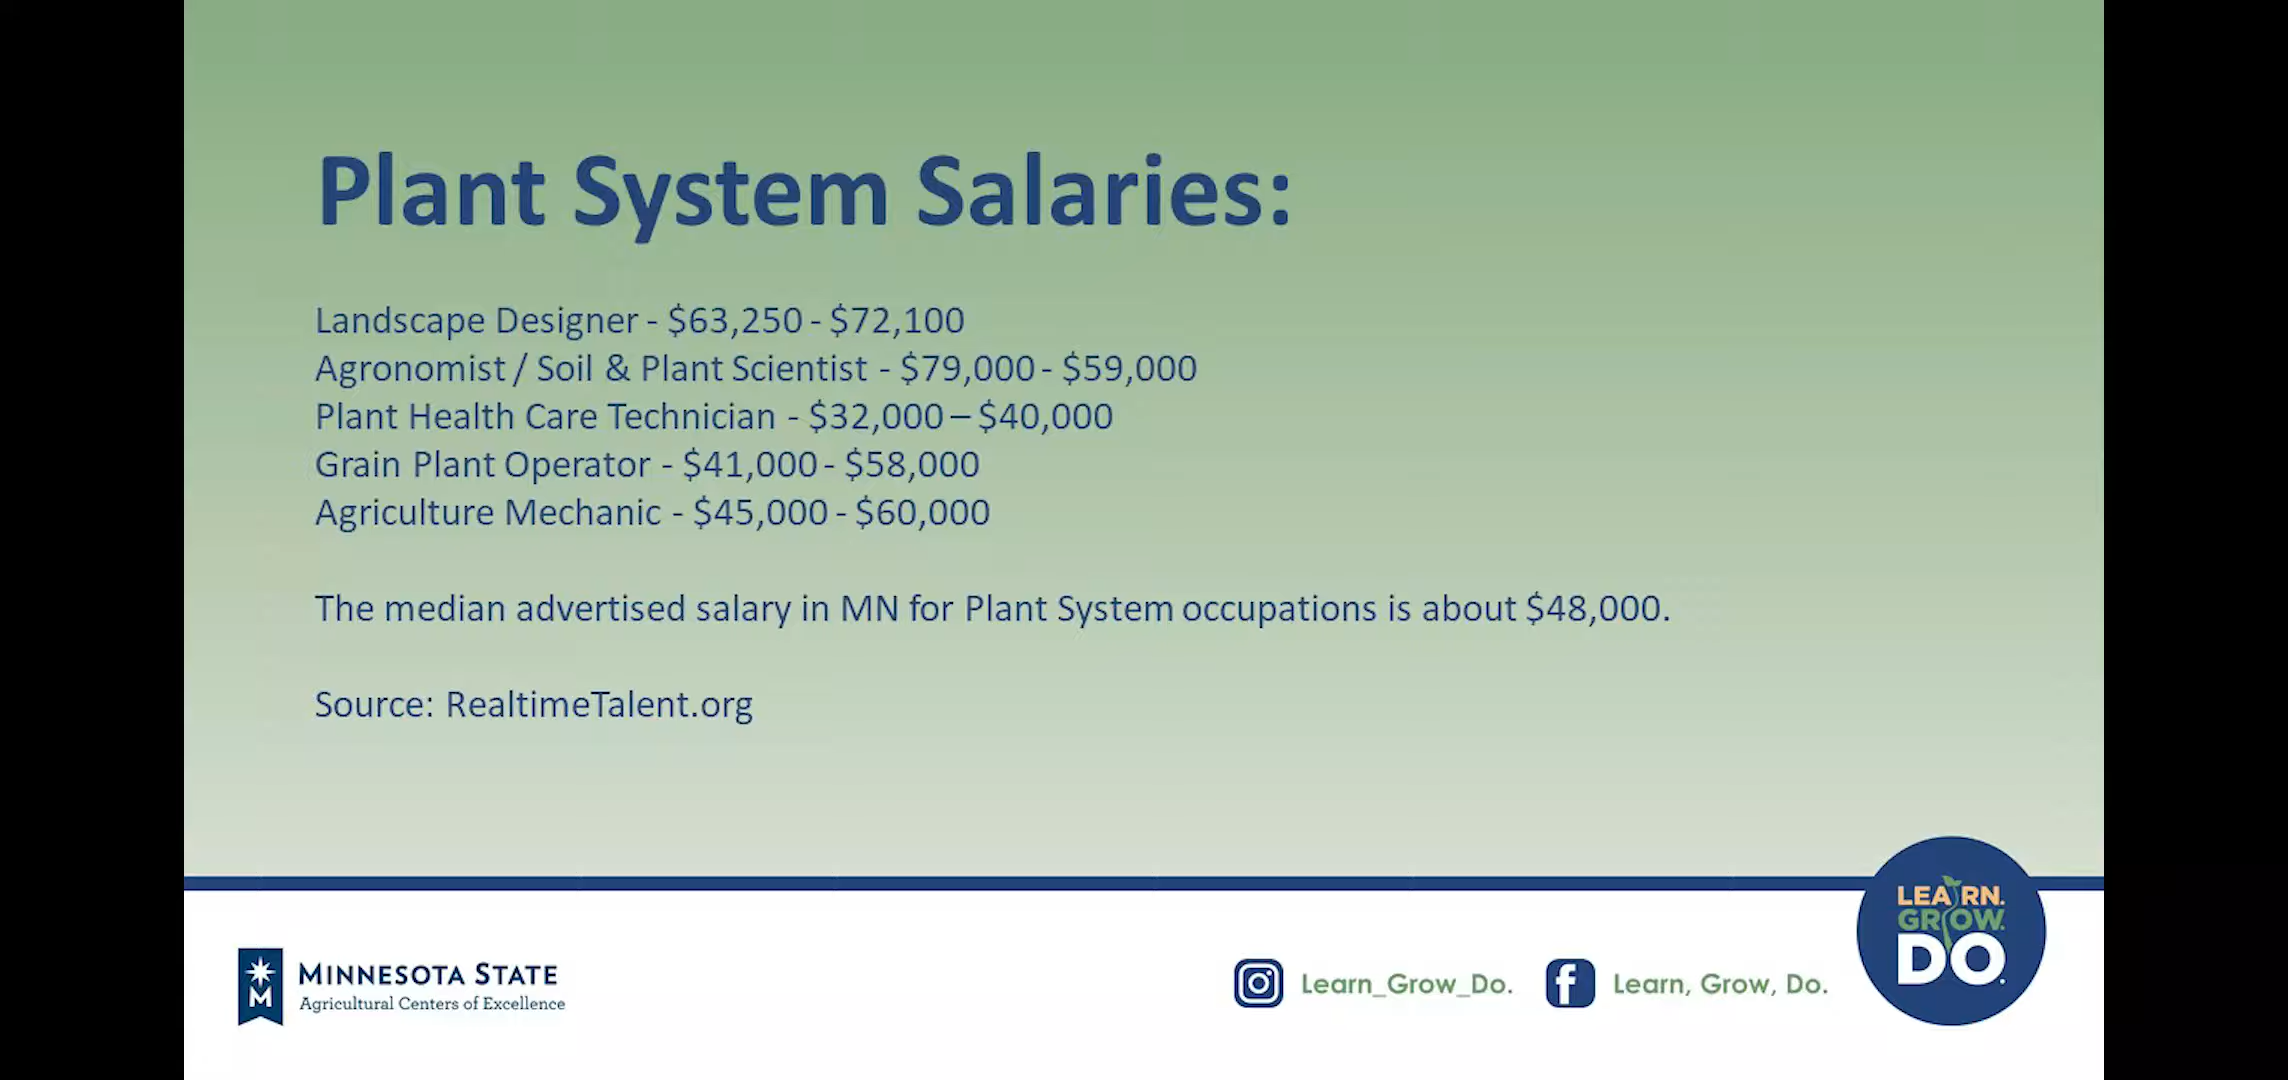 Plant System Salaries:
Landscape Designer - $63,250 - $72,100
Agronomist / Soil & Plant Scientist - $79,000 - $59,000
Plant Health Care Technician - $32,000 – $40,000
Grain Plant Operator - $41,000 - $58,000
Agriculture Mechanic - $45,000 - $60,000
The median advertised salary in MN for Plant System occupations is about $48,000.
Source: RealtimeTalent.org
M
MINNESOTA STATE
Agricultural Centers of Excellence
Learn_Grow_Do.
Learn, Grow, Do.
LEARN.
GROW.
DO.